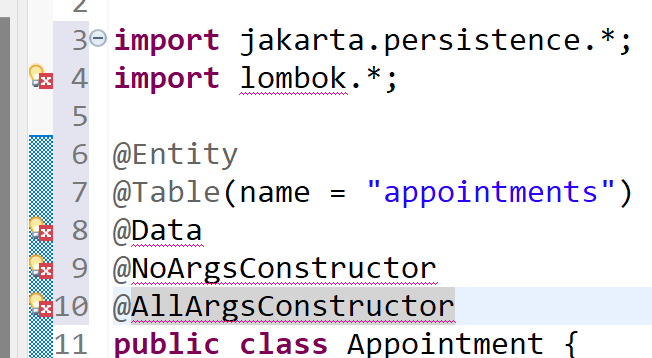 2
3 import jakarta.persistence.*;
4 import lombok.*;
5
6 @Entity
7 @Table(name = "appointments")
8 @Data
9 @NoArgsConstructor
10 @AllArgsConstructor
11 public class Appointment {